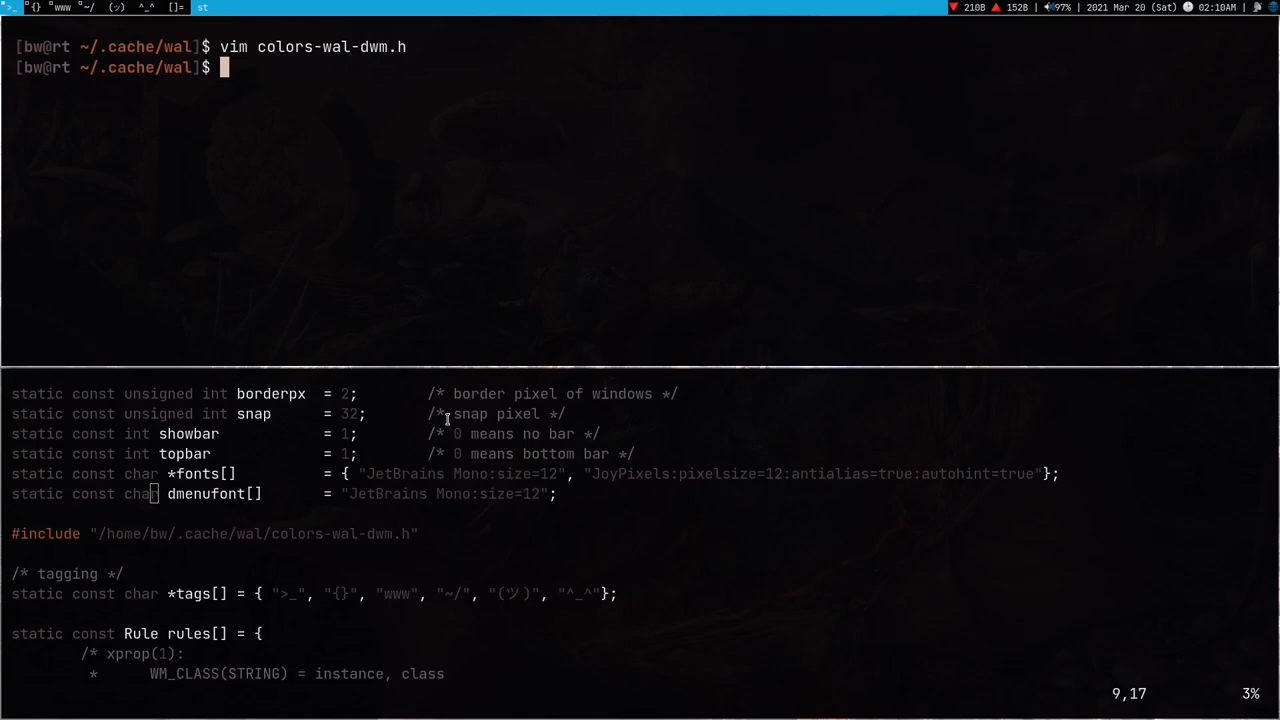 >_ {} www ~/ (ツ) ^_^ []= st 210B 152B | 97% | 2021 Mar 20 (Sat) 02:10AM |
[bw@rt ~/.cache/wal]$ vim colors-wal-dwm.h
[bw@rt ~/.cache/wal]$
static const unsigned int borderpx = 2; /* border pixel of windows */
static const unsigned int snap = 32; /* snap pixel */
static const int showbar = 1; /* 0 means no bar */
static const int topbar = 1; /* 0 means bottom bar */
static const char *fonts[] = { "JetBrains Mono:size=12", "JoyPixels:pixelsize=12:antialias=true:autohint=true"};
static const char dmenufont[] = "JetBrains Mono:size=12";
#include "/home/bw/.cache/wal/colors-wal-dwm.h"
/* tagging */
static const char *tags[] = { ">_", "{}", "www", "~/", "(ツ)", "^_^"};
static const Rule rules[] = {
/* xprop(1):
* WM_CLASS(STRING) = instance, class
9,17 3%